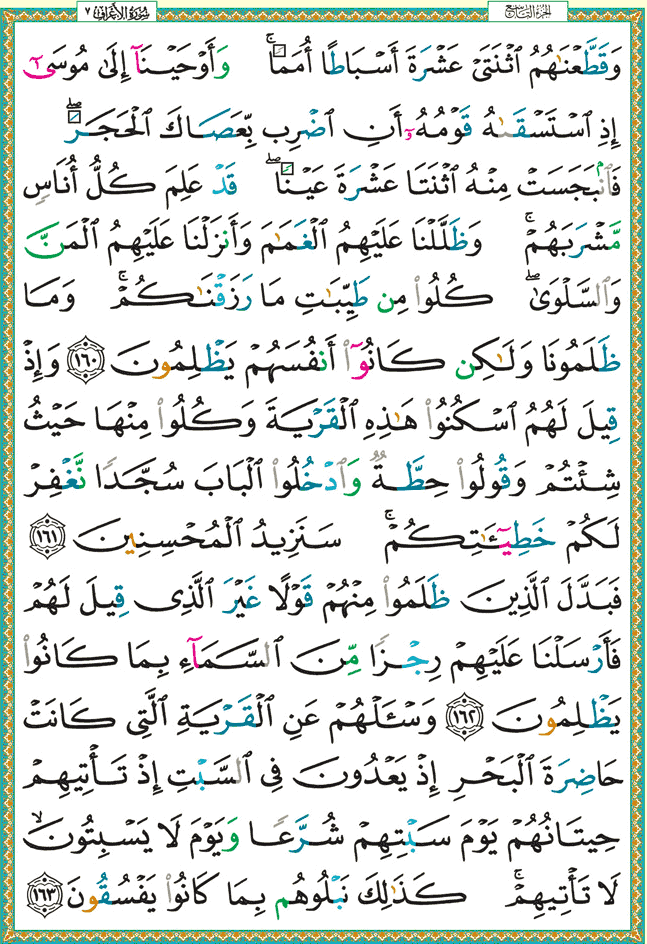 الجزء التاسع
سورة الأعراف ٧
وَقَطَّعْنَٰهُمُ ٱثْنَتَىْ عَشْرَةَ أَسْبَاطًا أُمَمًاۚ وَأَوْحَيْنَآ إِلَىٰ مُوسَىٰٓ
إِذِ ٱسْتَسْقَىٰهُ قَوْمُهُۥٓ أَنِ ٱضْرِب بِّعَصَاكَ ٱلْحَجَرَۖ
فَٱنۢبَجَسَتْ مِنْهُ ٱثْنَتَا عَشْرَةَ عَيْنًاۖ قَدْ عَلِمَ كُلُّ أُنَاسٍ
مَّشْرَبَهُمْۚ وَظَلَّلْنَا عَلَيْهِمُ ٱلْغَمَٰمَ وَأَنزَلْنَا عَلَيْهِمُ ٱلْمَنَّ
وَٱلسَّلْوَىٰۖ كُلُوا۟ مِن طَيِّبَٰتِ مَا رَزَقْنَٰكُمْۚ وَمَا
ظَلَمُونَا وَلَٰكِن كَانُوٓا۟ أَنفُسَهُمْ يَظْلِمُونَ ١٦٠ وَإِذْ
قِيلَ لَهُمُ ٱسْكُنُوا۟ هَٰذِهِ ٱلْقَرْيَةَ وَكُلُوا۟ مِنْهَا حَيْثُ
شِئْتُمْ وَقُولُوا۟ حِطَّةٌ وَٱدْخُلُوا۟ ٱلْبَابَ سُجَّدًا نَّغْفِرْ
لَكُمْ خَطِيٓـَٰٔتِكُمْۚ سَنَزِيدُ ٱلْمُحْسِنِينَ ١٦١
فَبَدَّلَ ٱلَّذِينَ ظَلَمُوا۟ مِنْهُمْ قَوْلًا غَيْرَ ٱلَّذِى قِيلَ لَهُمْ
فَأَرْسَلْنَا عَلَيْهِمْ رِجْزًا مِّنَ ٱلسَّمَآءِ بِمَا كَانُوا۟
يَظْلِمُونَ ١٦٢ وَسْـَٔلْهُمْ عَنِ ٱلْقَرْيَةِ ٱلَّتِى كَانَتْ
حَاضِرَةَ ٱلْبَحْرِ إِذْ يَعْدُونَ فِى ٱلسَّبْتِ إِذْ تَأْتِيهِمْ
حِيتَانُهُمْ يَوْمَ سَبْتِهِمْ شُرَّعًا وَيَوْمَ لَا يَسْبِتُونَۙ
لَا تَأْتِيهِمْۚ كَذَٰلِكَ نَبْلُوهُم بِمَا كَانُوا۟ يَفْسُقُونَ ١٦٣